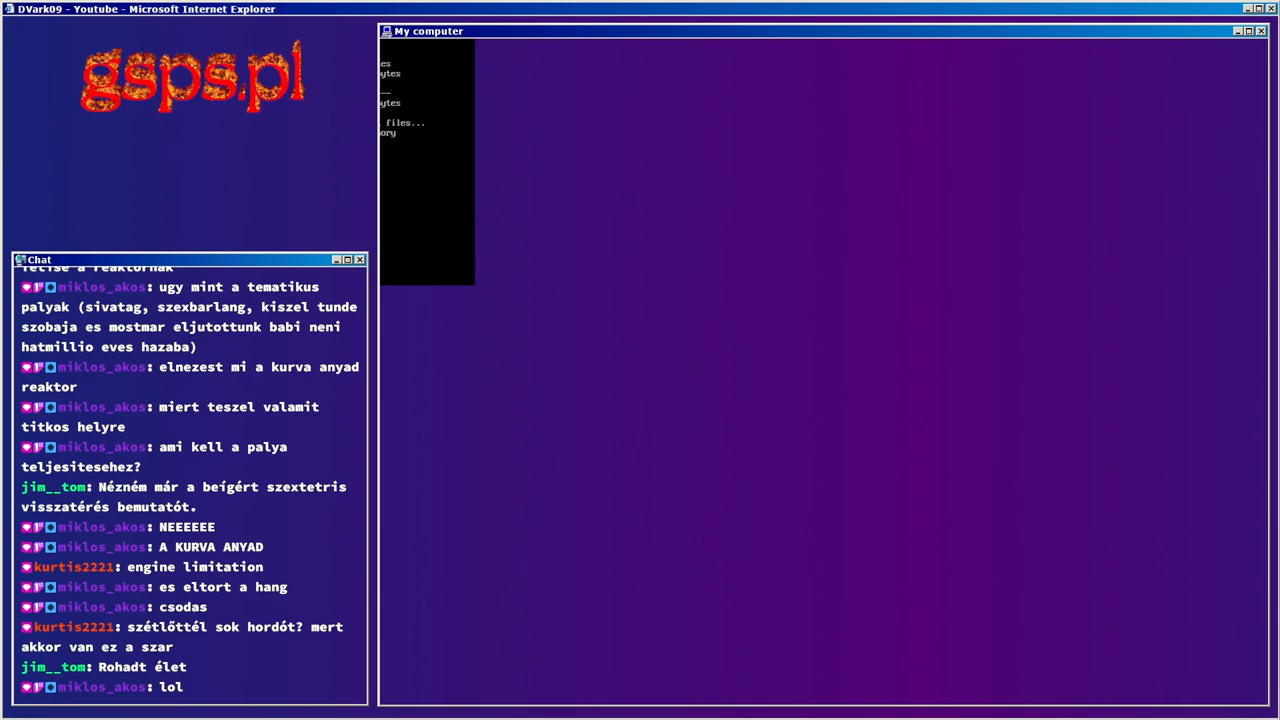 DVark09 - Youtube - Microsoft Internet Explorer
gsps.pl
My computer
es
ytes
--
ytes
files...
ory
Chat
miklos_akos: ugy mint a tematikus
palyak (sivatag, szexbarlang, kiszel tunde
szobaja es mostmar eljutottunk babi neni
hatmillio eves hazaba)
miklos_akos: elnezest mi a kurva anyad
reaktor
miklos_akos: miert teszel valamit
titkos helyre
miklos_akos: ami kell a palya
teljesitesehez?
jim__tom: Nézném már a beígért szextetris
visszatérés bemutatót.
miklos_akos: NEEEEEE
miklos_akos: A KURVA ANYAD
kurtis2221: engine limitation
miklos_akos: es eltort a hang
miklos_akos: csodas
kurtis2221: szétlőttél sok hordót? mert
akkor van ez a szar
jim__tom: Rohadt élet
miklos_akos: lol